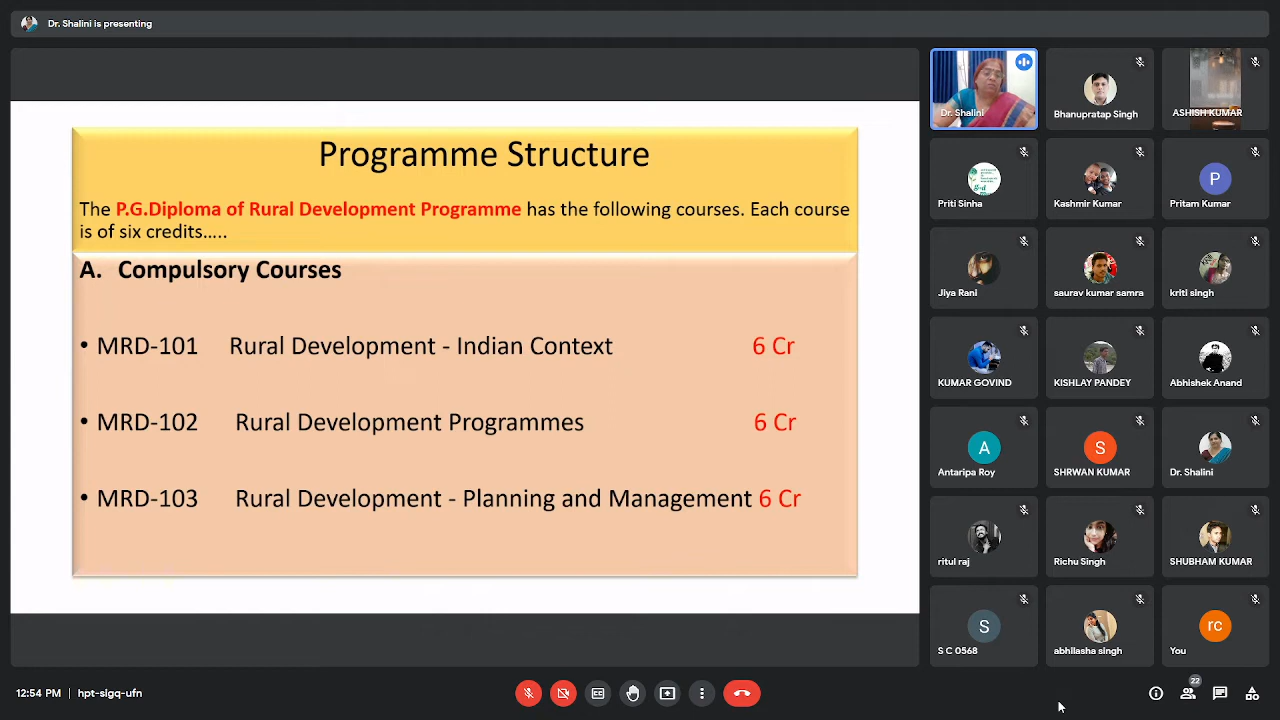 Dr. Shalini is presenting
Programme Structure
The P.G.Diploma of Rural Development Programme has the following courses. Each course
is of six credits.....
A. Compulsory Courses
• MRD-101 Rural Development - Indian Context 6 Cr
• MRD-102 Rural Development Programmes 6 Cr
• MRD-103 Rural Development - Planning and Management 6 Cr
Dr. Shalini
Bhanupratap Singh
ASHISH KUMAR
Priti Sinha
Kashmir Kumar
P
Pritam Kumar
Jiya Rani
saurav kumar samra
kriti singh
KUMAR GOVIND
KISHLAY PANDEY
Abhishek Anand
A
Antaripa Roy
S
SHRWAN KUMAR
Dr. Shalini
ritul raj
Richu Singh
SHUBHAM KUMAR
S
S C 0568
abhilasha singh
rc
You
12:54 PM | hpt-slgq-ufn
22